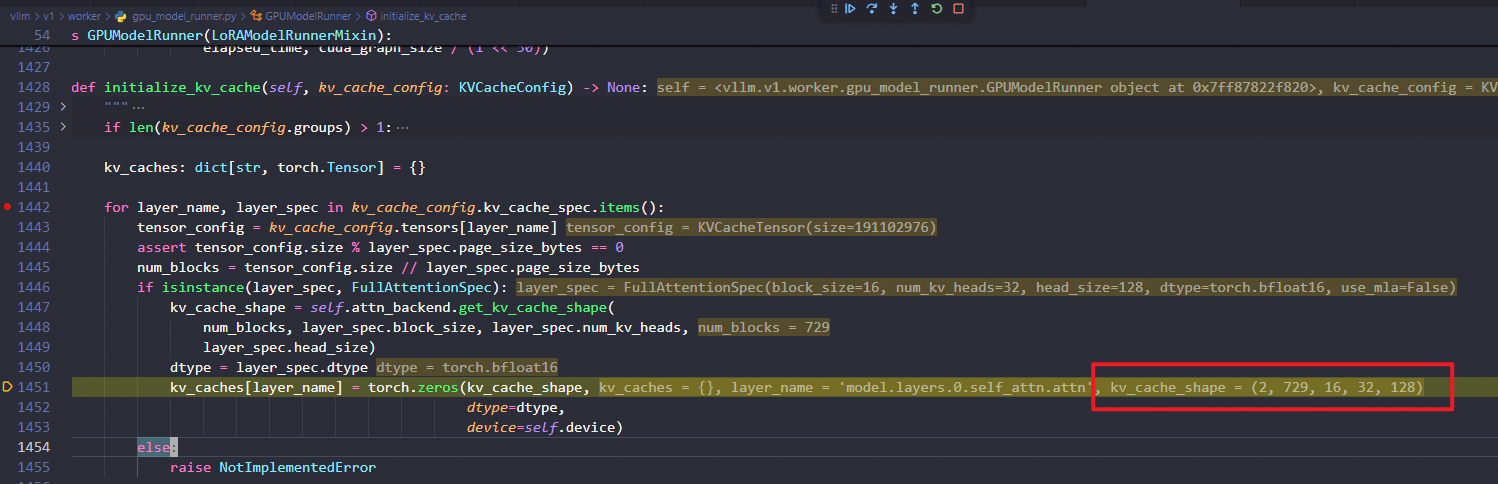 vllm > v1 > worker > gpu_model_runner.py > GPUModelRunner > initialize_kv_cache
54 s GPUModelRunner(LoRAModelRunnerMixin):
1426 elapsed_time, cuda_graph_size / (1 << 30))
1427
1428 def initialize_kv_cache(self, kv_cache_config: KVCacheConfig) -> None: self = <vllm.v1.worker.gpu_model_runner.GPUModelRunner object at 0x7ff87822f820>, kv_cache_config = KV
1429 > """ ...
1435 > if len(kv_cache_config.groups) > 1: ...
1439
1440 kv_caches: dict[str, torch.Tensor] = {}
1441
1442 for layer_name, layer_spec in kv_cache_config.kv_cache_spec.items():
1443 tensor_config = kv_cache_config.tensors[layer_name] tensor_config = KVCacheTensor(size=191102976)
1444 assert tensor_config.size % layer_spec.page_size_bytes == 0
1445 num_blocks = tensor_config.size // layer_spec.page_size_bytes
1446 if isinstance(layer_spec, FullAttentionSpec): layer_spec = FullAttentionSpec(block_size=16, num_kv_heads=32, head_size=128, dtype=torch.bfloat16, use_mla=False)
1447 kv_cache_shape = self.attn_backend.get_kv_cache_shape(
1448 num_blocks, layer_spec.block_size, layer_spec.num_kv_heads, num_blocks = 729
1449 layer_spec.head_size)
1450 dtype = layer_spec.dtype dtype = torch.bfloat16
1451 kv_caches[layer_name] = torch.zeros(kv_cache_shape, kv_caches = {}, layer_name = 'model.layers.0.self_attn.attn', kv_cache_shape = (2, 729, 16, 32, 128)
1452 dtype=dtype,
1453 device=self.device)
1454 else:
1455 raise NotImplementedError
1456